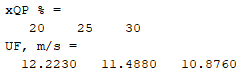 xQP % =
20 25 30
UF, m/s =
12.2230 11.4880 10.8760